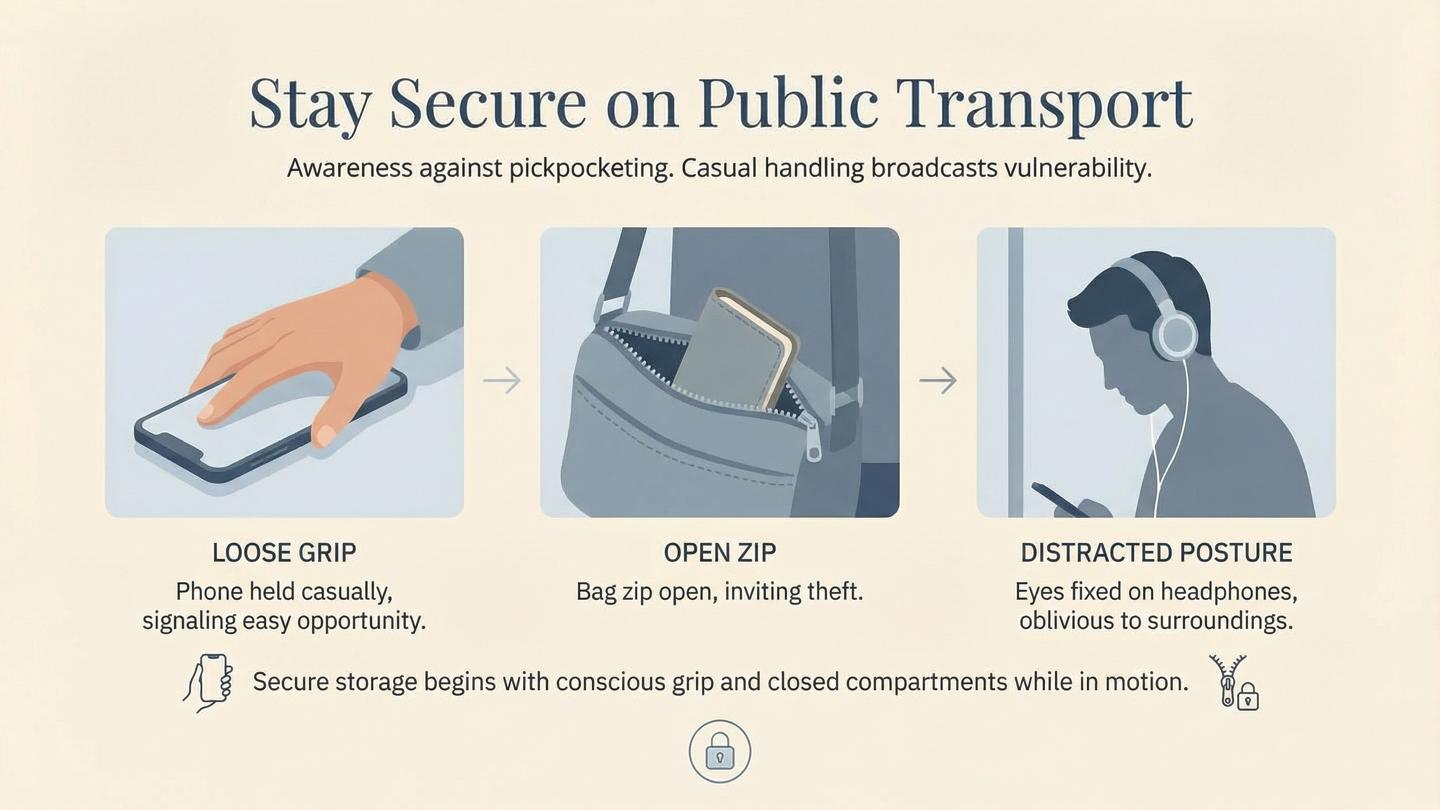 Stay Secure on Public Transport
Awareness against pickpocketing. Casual handling broadcasts vulnerability.
LOOSE GRIP
Phone held casually,
signaling easy opportunity.
OPEN ZIP
Bag zip open, inviting theft.
DISTRACTED POSTURE
Eyes fixed on headphones,
oblivious to surroundings.
Secure storage begins with conscious grip and closed compartments while in motion.